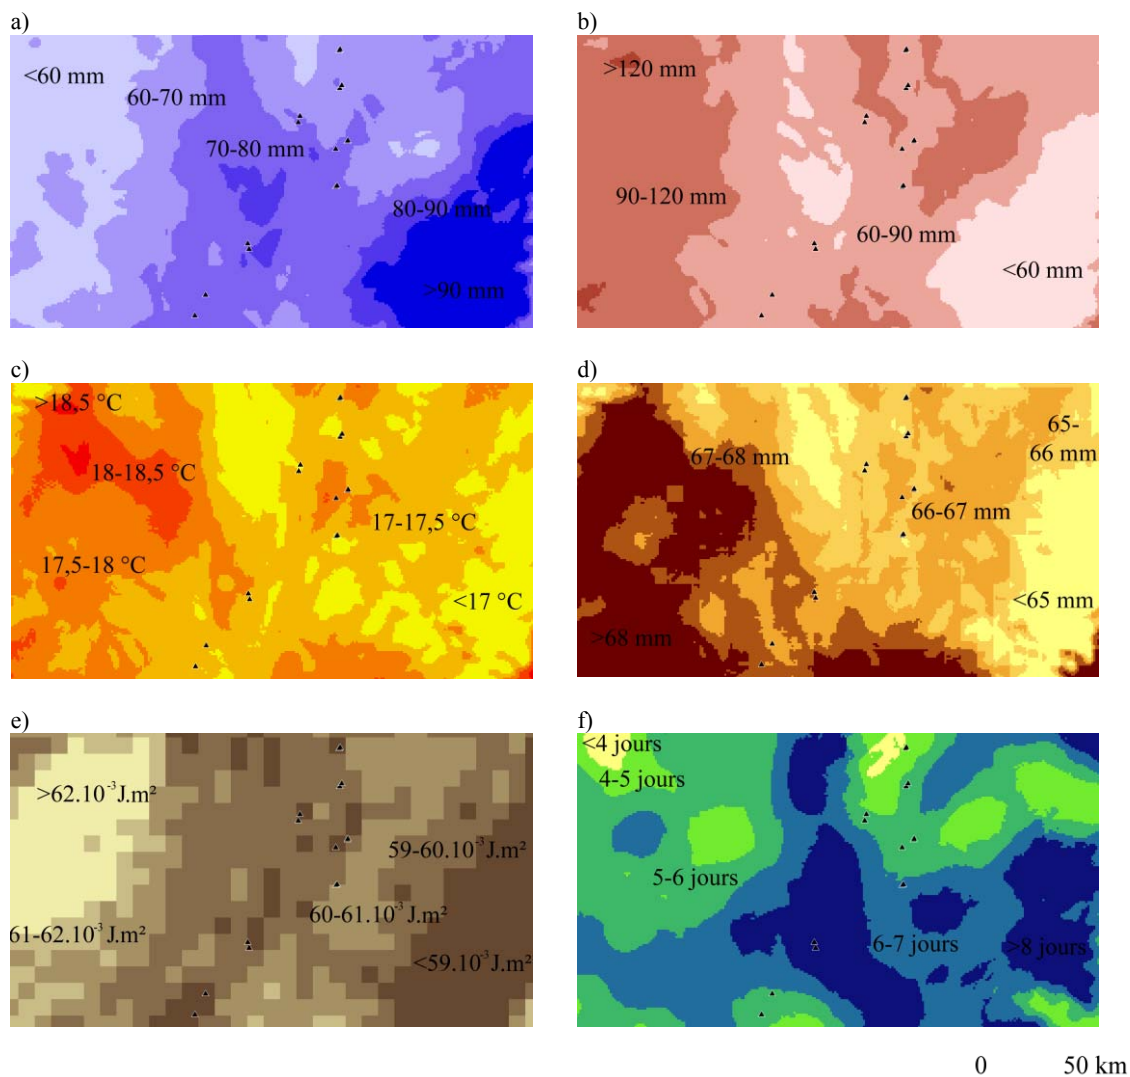 a)
b)
<60 mm
60-70 mm
70-80 mm
80-90 mm
>90 mm
>120 mm
90-120 mm
60-90 mm
<60 mm
c)
d)
>18,5 °C
18-18,5 °C
17-17,5 °C
17,5-18 °C
<17 °C
65-
66 mm
67-68 mm
66-67 mm
<65 mm
>68 mm
e)
f)
>62.10⁻³J.m²
59-60.10⁻³J.m²
60-61.10⁻³J.m²
61-62.10⁻³J.m²
<59.10⁻³J.m²
<4 jours
4-5 jours
5-6 jours
6-7 jours
>8 jours
0 50 km